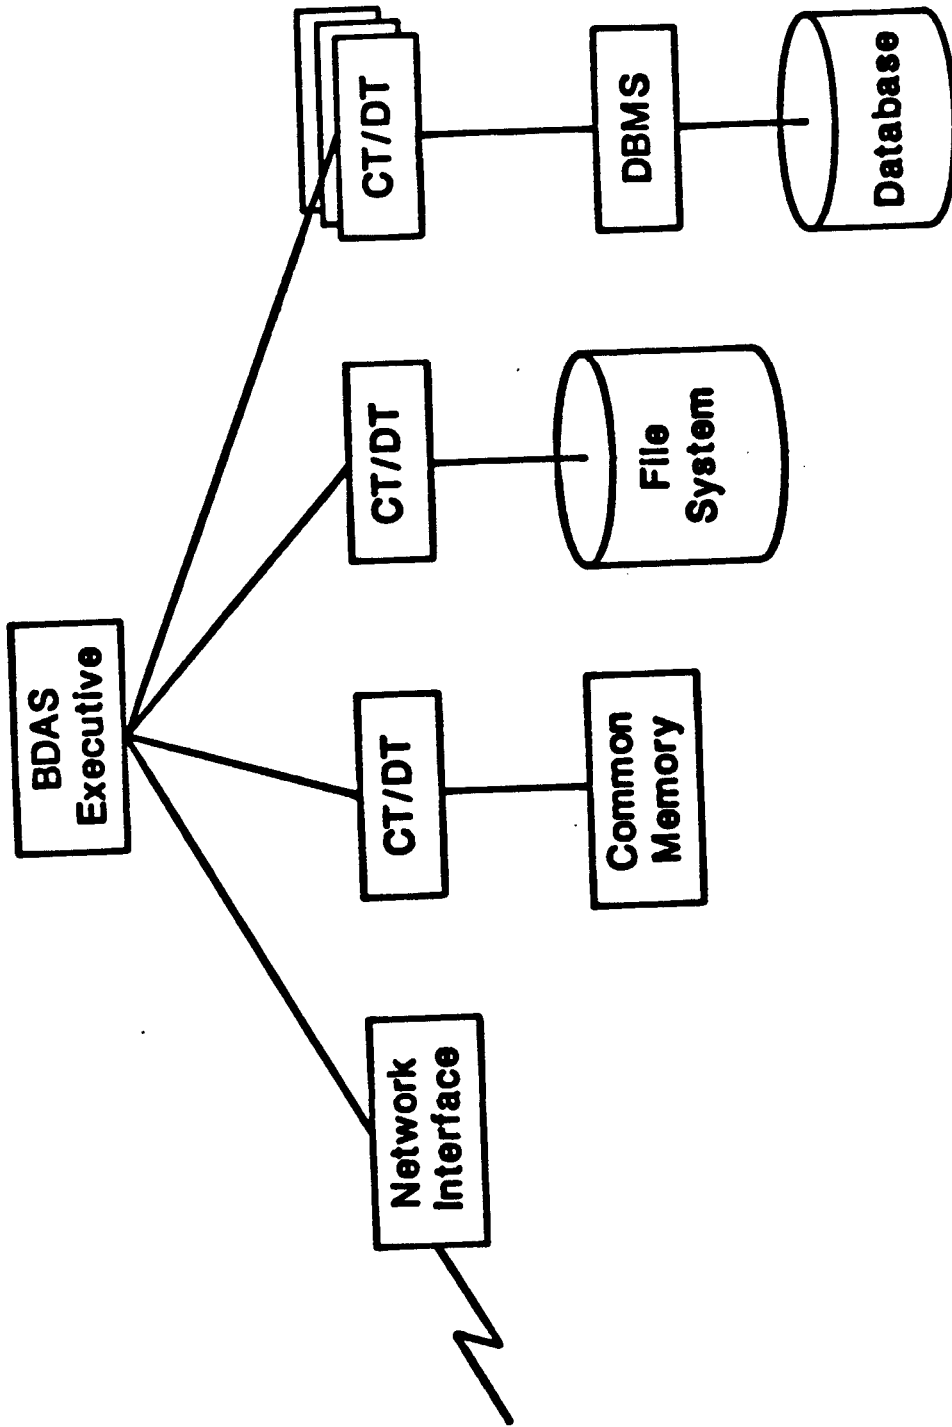 BDAS
Executive
Network
Interface
CT/DT
CT/DT
CT/DT
Common
Memory
File
System
DBMS
Database